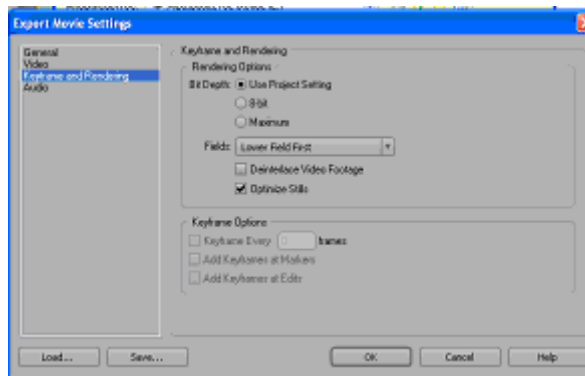 Export Movie Settings
General
Video
Keyframe and Rendering
Audio
Keyframe and Rendering
Rendering Options
Bit Depth: Use Project Setting
8-bit
Maximum
Fields: Lower Field First
Deinterlace Video Footage
Optimize Stills
Keyframe Options
Keyframe Every frames
Add Keyframes at Markers
Add Keyframes at Edits
Load... Save... OK Cancel Help